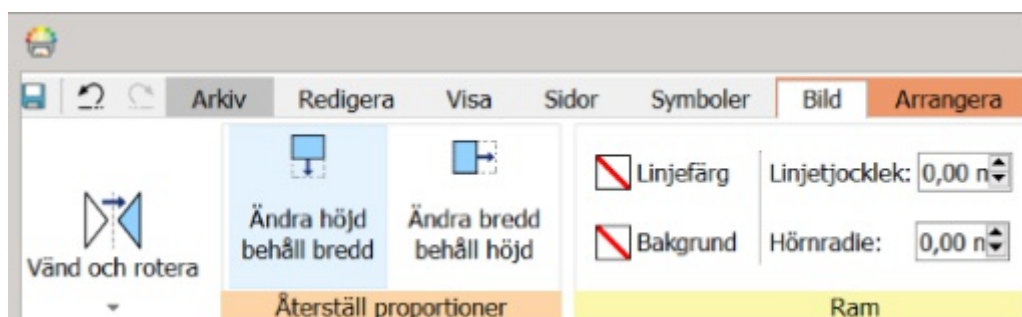 Arkiv Redigera Visa Sidor Symboler Bild Arrangera
Vänd och rotera
Ändra höjd
behåll bredd
Ändra bredd
behåll höjd
Återställ proportioner
Linjefärg Linjetjocklek: 0,00 n
Bakgrund Hörnradie: 0,00 n
Ram